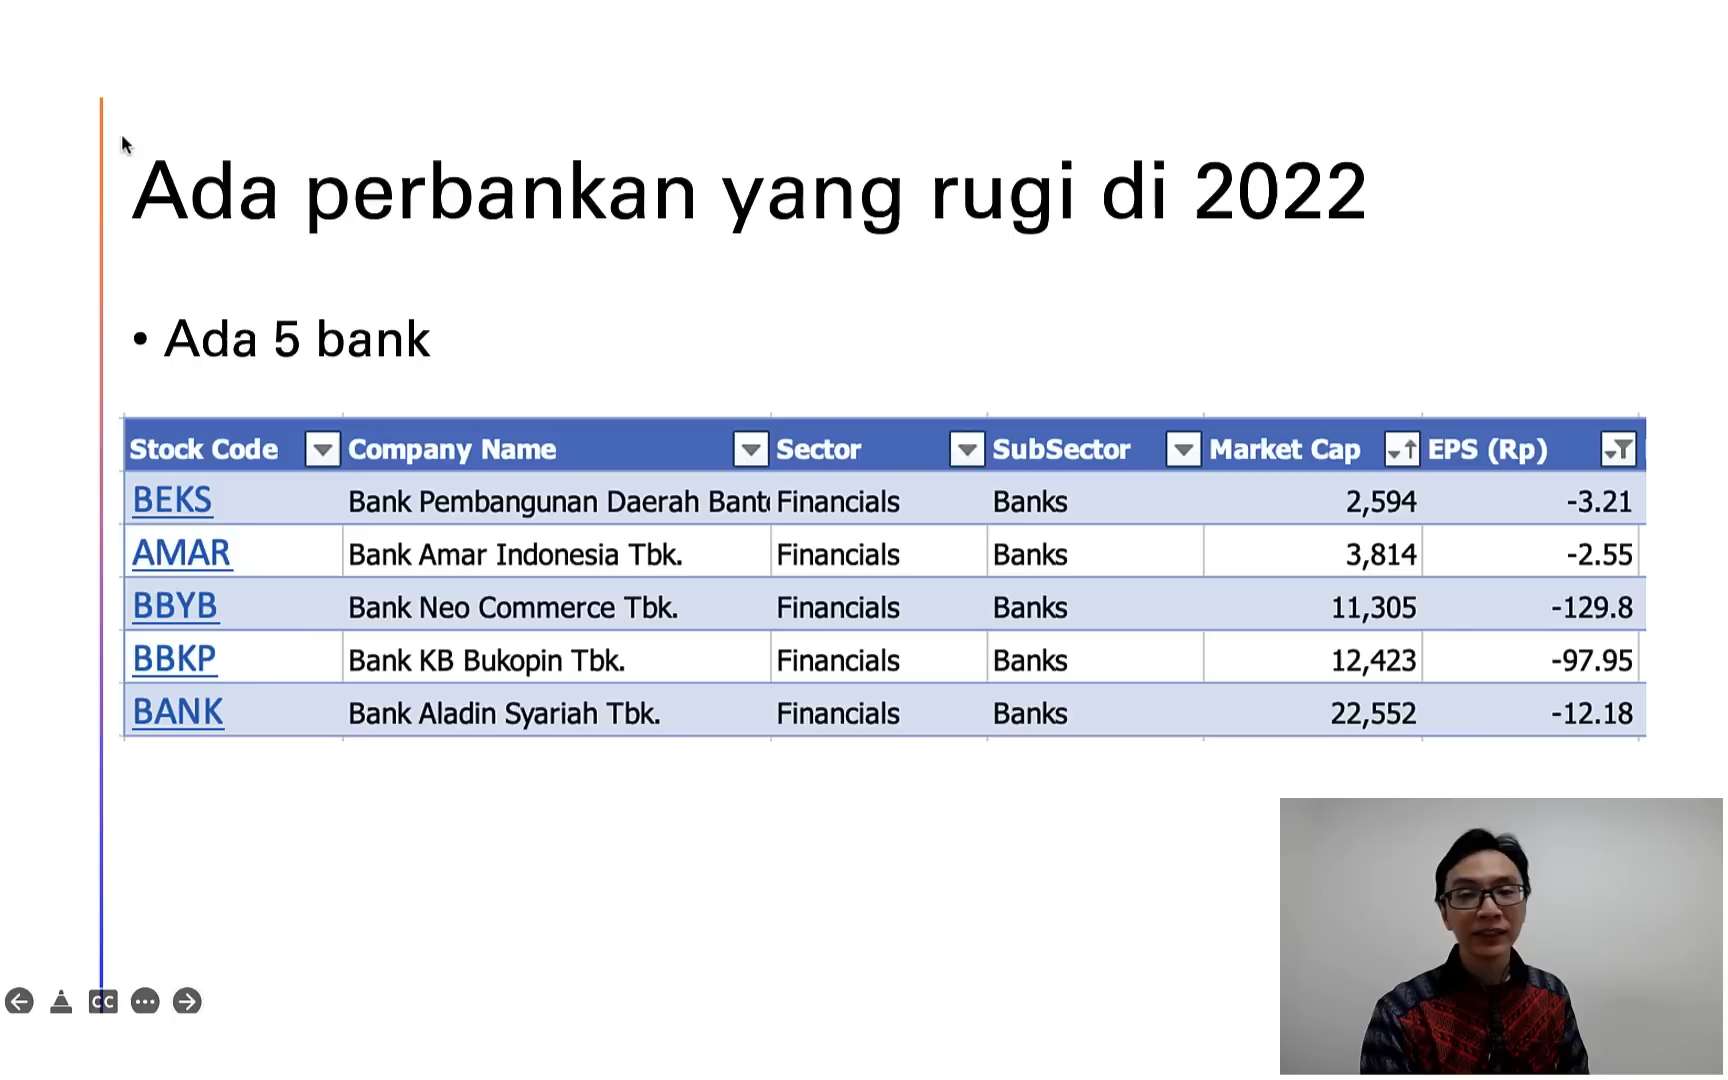 Ada perbankan yang rugi di 2022
• Ada 5 bank
Stock Code Company Name Sector SubSector Market Cap EPS (Rp)
BEKS Bank Pembangunan Daerah Bant Financials Banks 2,594 -3.21
AMAR Bank Amar Indonesia Tbk. Financials Banks 3,814 -2.55
BBYB Bank Neo Commerce Tbk. Financials Banks 11,305 -129.8
BBKP Bank KB Bukopin Tbk. Financials Banks 12,423 -97.95
BANK Bank Aladin Syariah Tbk. Financials Banks 22,552 -12.18
CC